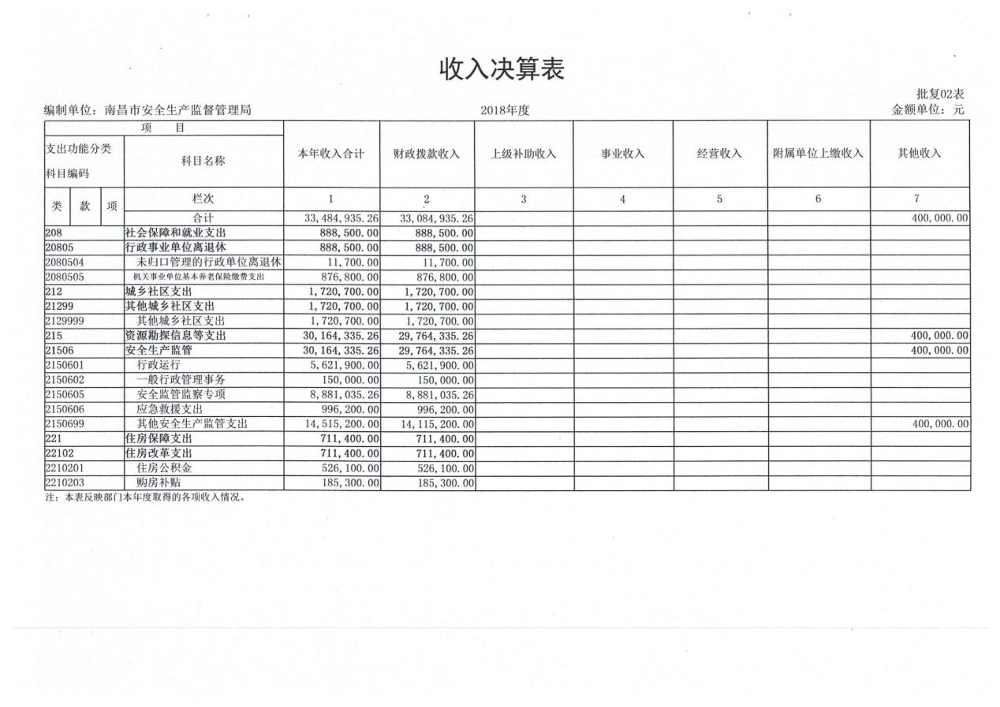 收入决算表
批复02表
编制单位：南昌市安全生产监督管理局 2018年度 金额单位：元
项 目 本年收入合计 财政拨款收入 上级补助收入 事业收入 经营收入 附属单位上缴收入 其他收入
支出功能分类科目编码 科目名称
类 款 项 栏次 1 2 3 4 5 6 7
合计 33,484,935.26 33,084,935.26 400,000.00
208 社会保障和就业支出 888,500.00 888,500.00
20805 行政事业单位离退休 888,500.00 888,500.00
2080504 未归口管理的行政单位离退休 11,700.00 11,700.00
2080505 机关事业单位基本养老保险缴费支出 876,800.00 876,800.00
212 城乡社区支出 1,720,700.00 1,720,700.00
21299 其他城乡社区支出 1,720,700.00 1,720,700.00
2129999 其他城乡社区支出 1,720,700.00 1,720,700.00
215 资源勘探信息等支出 30,164,335.26 29,764,335.26 400,000.00
21506 安全生产监管 30,164,335.26 29,764,335.26 400,000.00
2150601 行政运行 5,621,900.00 5,621,900.00
2150602 一般行政管理事务 150,000.00 150,000.00
2150605 安全监管监察专项 8,881,035.26 8,881,035.26
2150606 应急救援支出 996,200.00 996,200.00
2150699 其他安全生产监管支出 14,515,200.00 14,115,200.00 400,000.00
221 住房保障支出 711,400.00 711,400.00
22102 住房改革支出 711,400.00 711,400.00
2210201 住房公积金 526,100.00 526,100.00
2210203 购房补贴 185,300.00 185,300.00
注：本表反映部门本年度取得的各项收入情况。